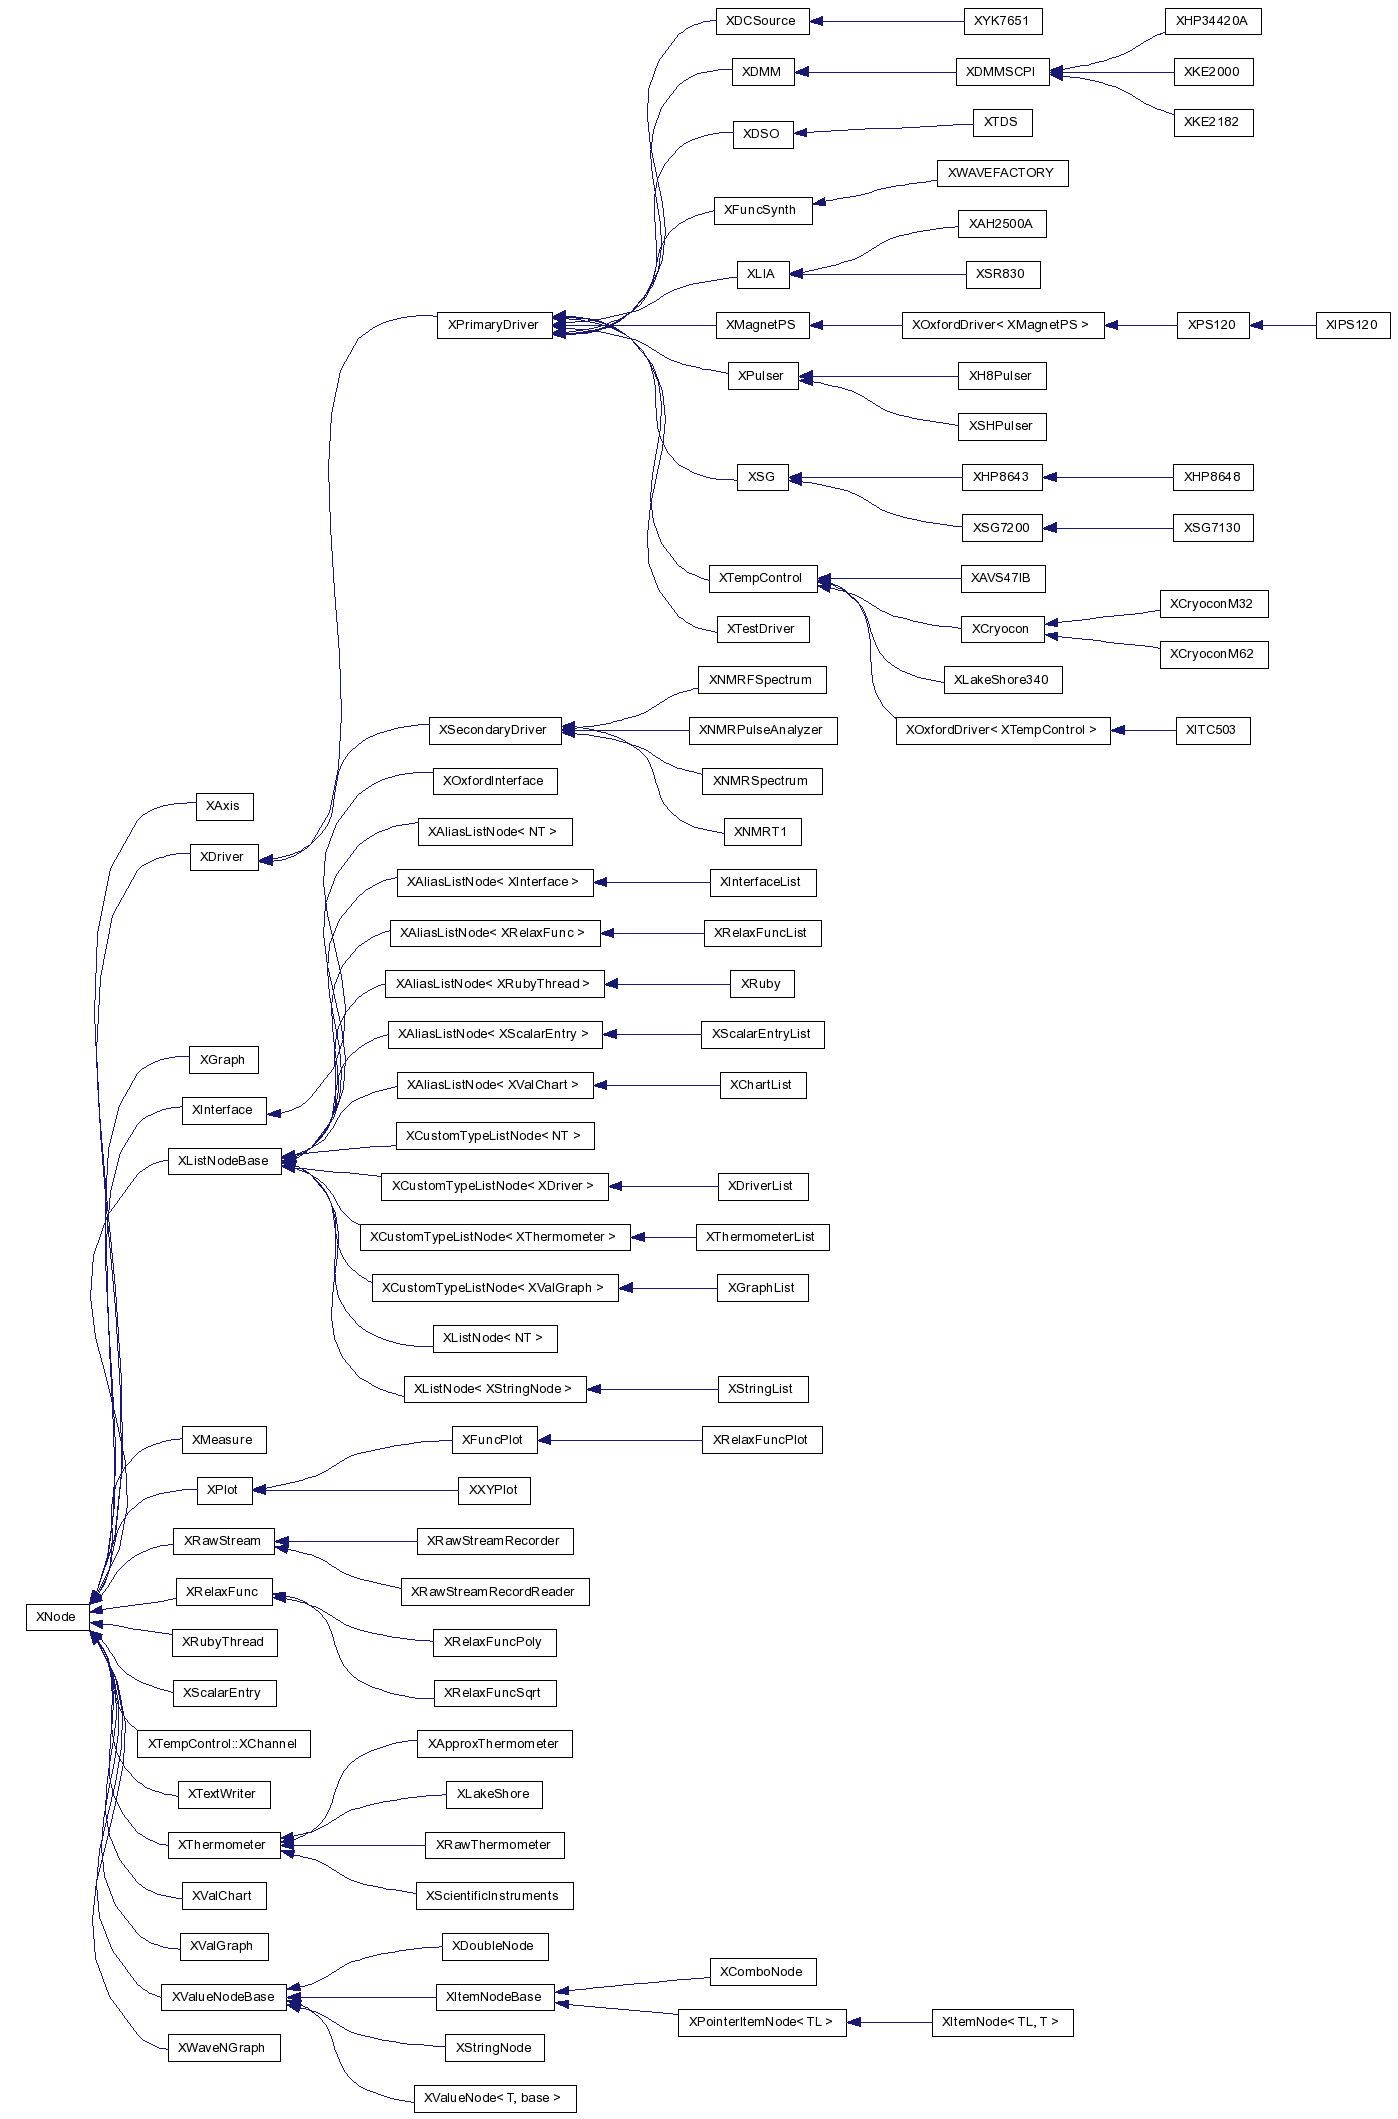 XDCSource
XYK7651
XHP34420A
XDMM
XDMMSCPI
XKE2000
XDSO
XTDS
XKE2182
XWAVEFACTORY
XFuncSynth
XAH2500A
XLIA
XSR830
XPrimaryDriver
XMagnetPS
XOxfordDriver< XMagnetPS >
XPS120
XIPS120
XPulser
XH8Pulser
XSHPulser
XSG
XHP8643
XHP8648
XSG7200
XSG7130
XTempControl
XAVS47IB
XTestDriver
XCryocon
XCryoconM32
XCryoconM62
XNMRFSpectrum
XLakeShore340
XSecondaryDriver
XNMRPulseAnalyzer
XOxfordDriver< XTempControl >
XITC503
XOxfordInterface
XNMRSpectrum
XAxis
XAliasListNode< NT >
XNMRT1
XDriver
XAliasListNode< XInterface >
XInterfaceList
XAliasListNode< XRelaxFunc >
XRelaxFuncList
XAliasListNode< XRubyThread >
XRuby
XAliasListNode< XScalarEntry >
XScalarEntryList
XGraph
XAliasListNode< XValChart >
XChartList
XInterface
XCustomTypeListNode< NT >
XListNodeBase
XCustomTypeListNode< XDriver >
XDriverList
XCustomTypeListNode< XThermometer >
XThermometerList
XCustomTypeListNode< XValGraph >
XGraphList
XListNode< NT >
XListNode< XStringNode >
XStringList
XMeasure
XFuncPlot
XRelaxFuncPlot
XPlot
XXYPlot
XRawStream
XRawStreamRecorder
XRelaxFunc
XRawStreamRecordReader
XNode
XRubyThread
XRelaxFuncPoly
XScalarEntry
XRelaxFuncSqrt
XTempControl::XChannel
XApproxThermometer
XTextWriter
XLakeShore
XThermometer
XRawThermometer
XValChart
XScientificInstruments
XValGraph
XDoubleNode
XComboNode
XValueNodeBase
XItemNodeBase
XPointerItemNode< TL >
XItemNode< TL, T >
XWaveNGraph
XStringNode
XValueNode< T, base >